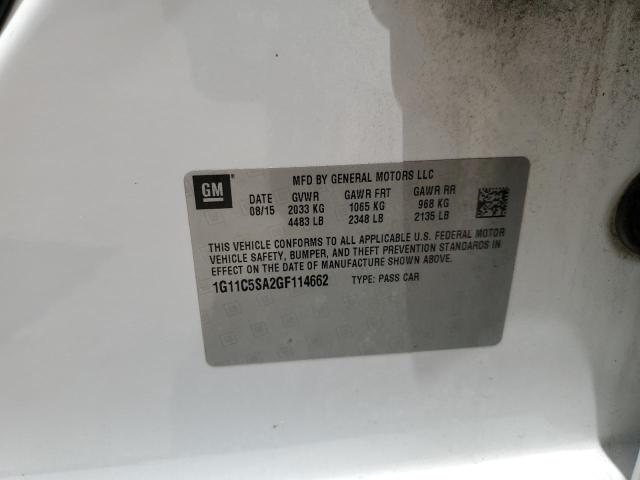 GM
MFD BY GENERAL MOTORS LLC
DATE GVWR GAWR FRT GAWR RR
08/15 2033 KG 1065 KG 968 KG
4483 LB 2348 LB 2135 LB
THIS VEHICLE CONFORMS TO ALL APPLICABLE U.S. FEDERAL MOTOR
VEHICLE SAFETY, BUMPER, AND THEFT PREVENTION STANDARDS IN
EFFECT ON THE DATE OF MANUFACTURE SHOWN ABOVE.
1G11C5SA2GF114662 TYPE: PASS CAR